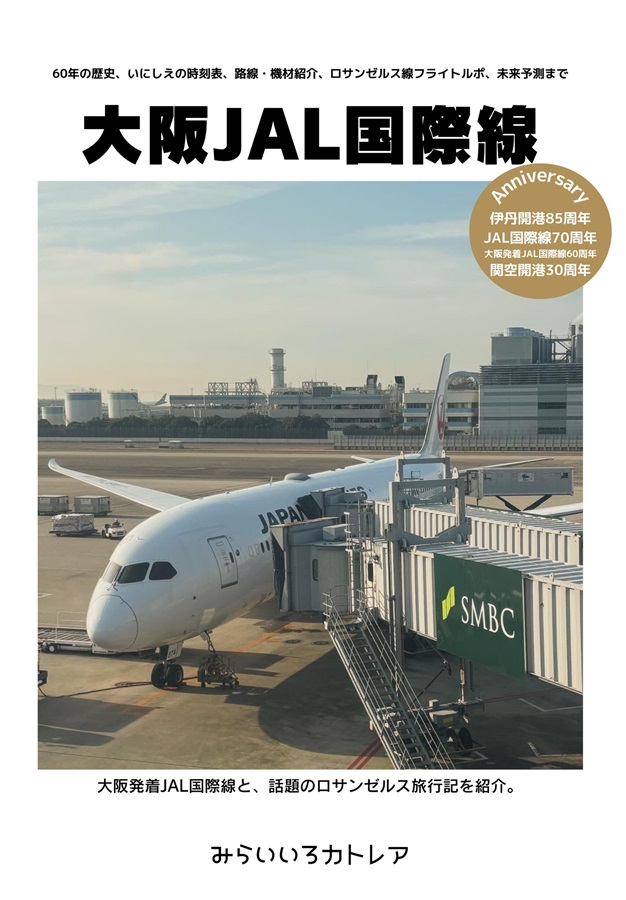 60年の歴史、いにしえの時刻表、路線・機材紹介、ロサンゼルス線フライトルポ、未来予測まで
大阪JAL国際線
Anniversary
伊丹開港85周年
JAL国際線70周年
大阪発着JAL国際線60周年
関空開港30周年
JAPAN
SMBC
大阪発着JAL国際線と、話題のロサンゼルス旅行記を紹介。
みらいいろカトレア